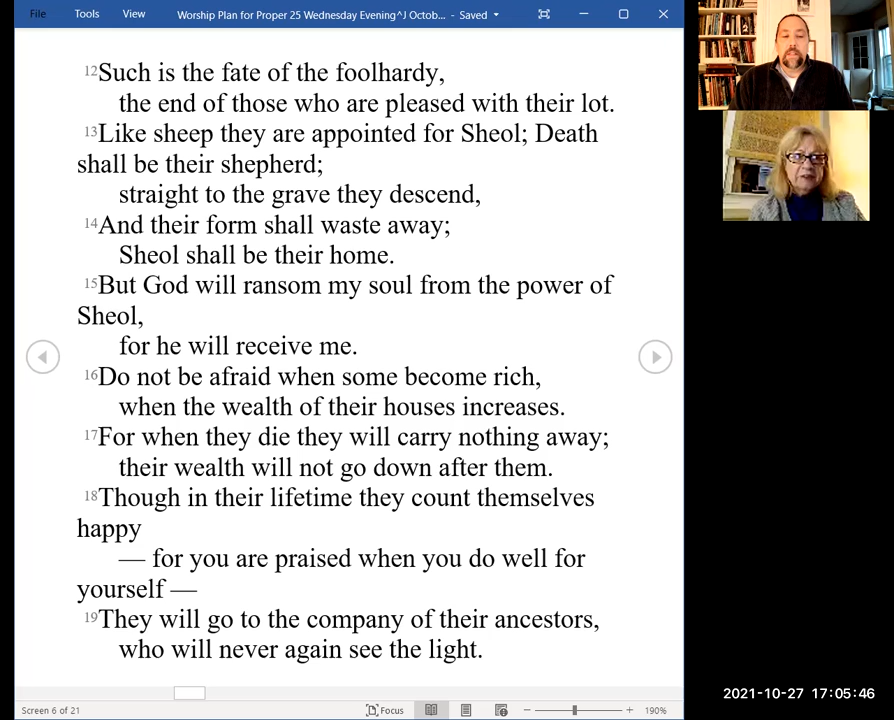 File Tools View Worship Plan for Proper 25 Wednesday Evening^J Octob... - Saved
12Such is the fate of the foolhardy,
the end of those who are pleased with their lot.
13Like sheep they are appointed for Sheol; Death
shall be their shepherd;
straight to the grave they descend,
14And their form shall waste away;
Sheol shall be their home.
15But God will ransom my soul from the power of
Sheol,
for he will receive me.
16Do not be afraid when some become rich,
when the wealth of their houses increases.
17For when they die they will carry nothing away;
their wealth will not go down after them.
18Though in their lifetime they count themselves
happy
— for you are praised when you do well for
yourself —
19They will go to the company of their ancestors,
who will never again see the light.
Screen 6 of 21 Focus 190%
2021-10-27 17:05:46